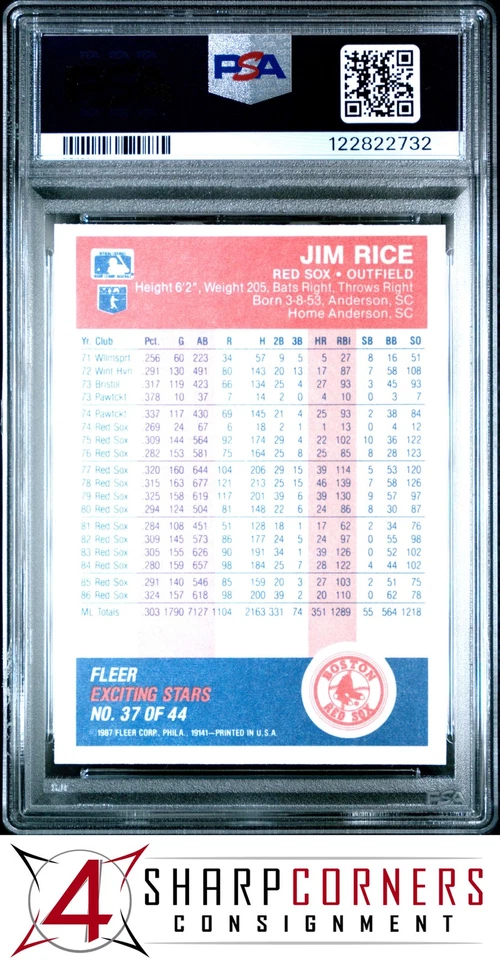 PSA
122822732
JIM RICE
RED SOX • OUTFIELD
Height 6'2", Weight 205, Bats Right, Throws Right
Born 3-8-53, Anderson, SC
Home Anderson, SC
Yr. Club Pct. G AB R H 2B 3B HR RBI SB BB SO
71 Wllmsprt .256 60 223 34 57 9 5 5 27 8 16 51
72 Wint Hvn .291 130 491 80 143 20 13 17 87 7 58 108
73 Bristol .317 119 423 66 134 25 4 27 93 3 45 93
73 Pawtckt .378 10 37 7 14 2 0 4 10 0 3 7
74 Pawtckt .337 117 430 69 145 21 4 25 93 2 38 84
74 Red Sox .269 24 67 6 18 2 1 1 13 0 4 12
75 Red Sox .309 144 564 92 174 29 4 22 102 10 36 122
76 Red Sox .282 153 581 75 164 25 8 25 85 8 28 123
77 Red Sox .320 160 644 104 206 29 15 39 114 5 53 120
78 Red Sox .315 163 677 121 213 25 15 46 139 7 58 126
79 Red Sox .325 158 619 117 201 39 6 39 130 9 57 97
80 Red Sox .294 124 504 81 148 22 6 24 86 8 30 87
81 Red Sox .284 108 451 51 128 18 1 17 62 2 34 76
82 Red Sox .309 145 573 86 177 24 5 24 97 0 55 98
83 Red Sox .305 155 626 90 191 34 1 39 126 0 52 102
84 Red Sox .280 159 657 98 184 25 7 28 122 4 44 102
85 Red Sox .291 140 546 85 159 20 3 27 103 2 51 75
86 Red Sox .324 157 618 98 200 39 2 20 110 0 62 78
ML Totals .303 1790 7127 1104 2163 331 74 351 1289 55 564 1218
FLEER
EXCITING STARS
NO. 37 OF 44
©1987 FLEER CORP., PHILA., 19141—PRINTED IN U.S.A.
BOSTON
RED SOX
PSA
4 SHARPCORNERS
CONSIGNMENT